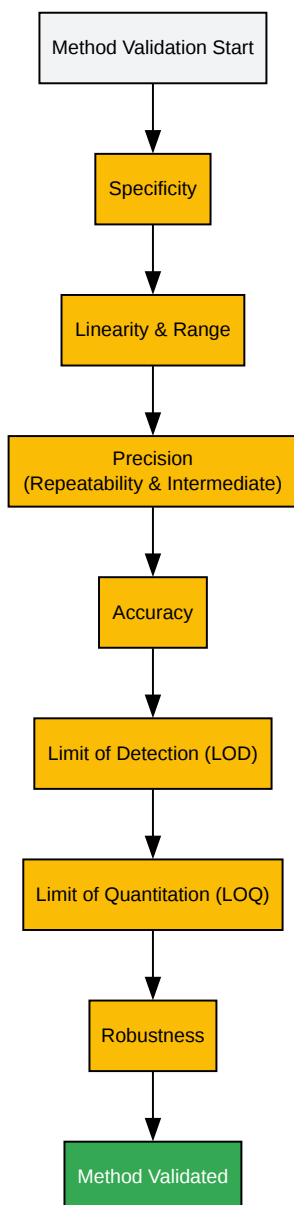 Method Validation Start
Specificity
Linearity & Range
Precision
(Repeatability & Intermediate)
Accuracy
Limit of Detection (LOD)
Limit of Quantitation (LOQ)
Robustness
Method Validated